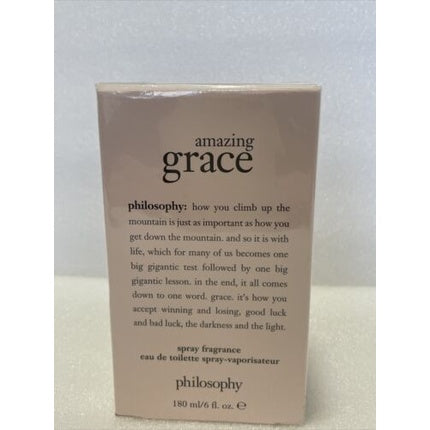 amazing
grace
philosophy: how you climb up the
mountain is just as important as how you
get down the mountain. and so it is with
life, which for many of us becomes one
big gigantic test followed by one big
gigantic lesson. in the end, it all comes
down to one word. grace. it's how you
accept winning and losing, good luck
and bad luck, the darkness and the light.
spray fragrance
eau de toilette spray-vaporisateur
philosophy
180 ml/6 fl. oz. ℮